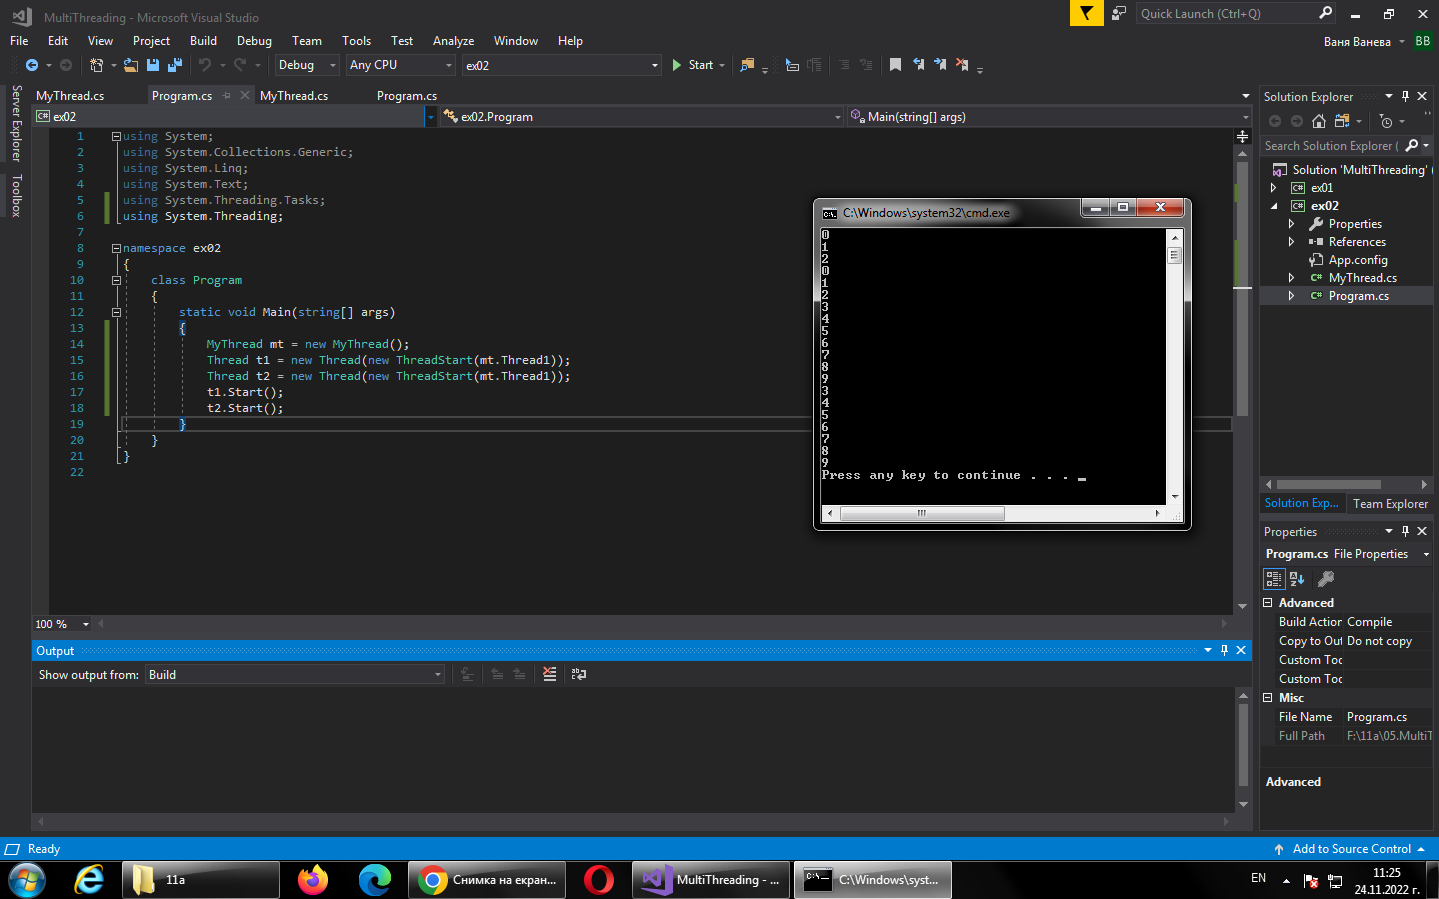 MultiThreading - Microsoft Visual Studio
Quick Launch (Ctrl+Q)
File Edit View Project Build Debug Team Tools Test Analyze Window Help
Ваня Ванева BB
Debug Any CPU ex02 Start
Server Explorer
Toolbox
MyThread.cs Program.cs MyThread.cs Program.cs
C# ex02 ex02.Program Main(string[] args)
1 using System;
2 using System.Collections.Generic;
3 using System.Linq;
4 using System.Text;
5 using System.Threading.Tasks;
6 using System.Threading;
7
8 namespace ex02
9 {
10 class Program
11 {
12 static void Main(string[] args)
13 {
14 MyThread mt = new MyThread();
15 Thread t1 = new Thread(new ThreadStart(mt.Thread1));
16 Thread t2 = new Thread(new ThreadStart(mt.Thread1));
17 t1.Start();
18 t2.Start();
19 }
20 }
21 }
22
100 %
C:\Windows\system32\cmd.exe
0
1
2
0
1
2
3
4
5
6
7
8
9
3
4
5
6
7
8
9
Press any key to continue . . . _
Solution Explorer
Search Solution Explorer (
Solution 'MultiThreading' (
C# ex01
C# ex02
Properties
References
App.config
C# MyThread.cs
C# Program.cs
Solution Exp... Team Explorer
Properties
Program.cs File Properties
Advanced
Build Action Compile
Copy to Out Do not copy
Custom Toc
Custom Toc
Misc
File Name Program.cs
Full Path F:\11a\05.MultiT
Advanced
Output
Show output from: Build
Ready
Add to Source Control
11a
Снимка на екран...
MultiThreading - ...
C:\Windows\syst...
EN
11:25
24.11.2022 г.